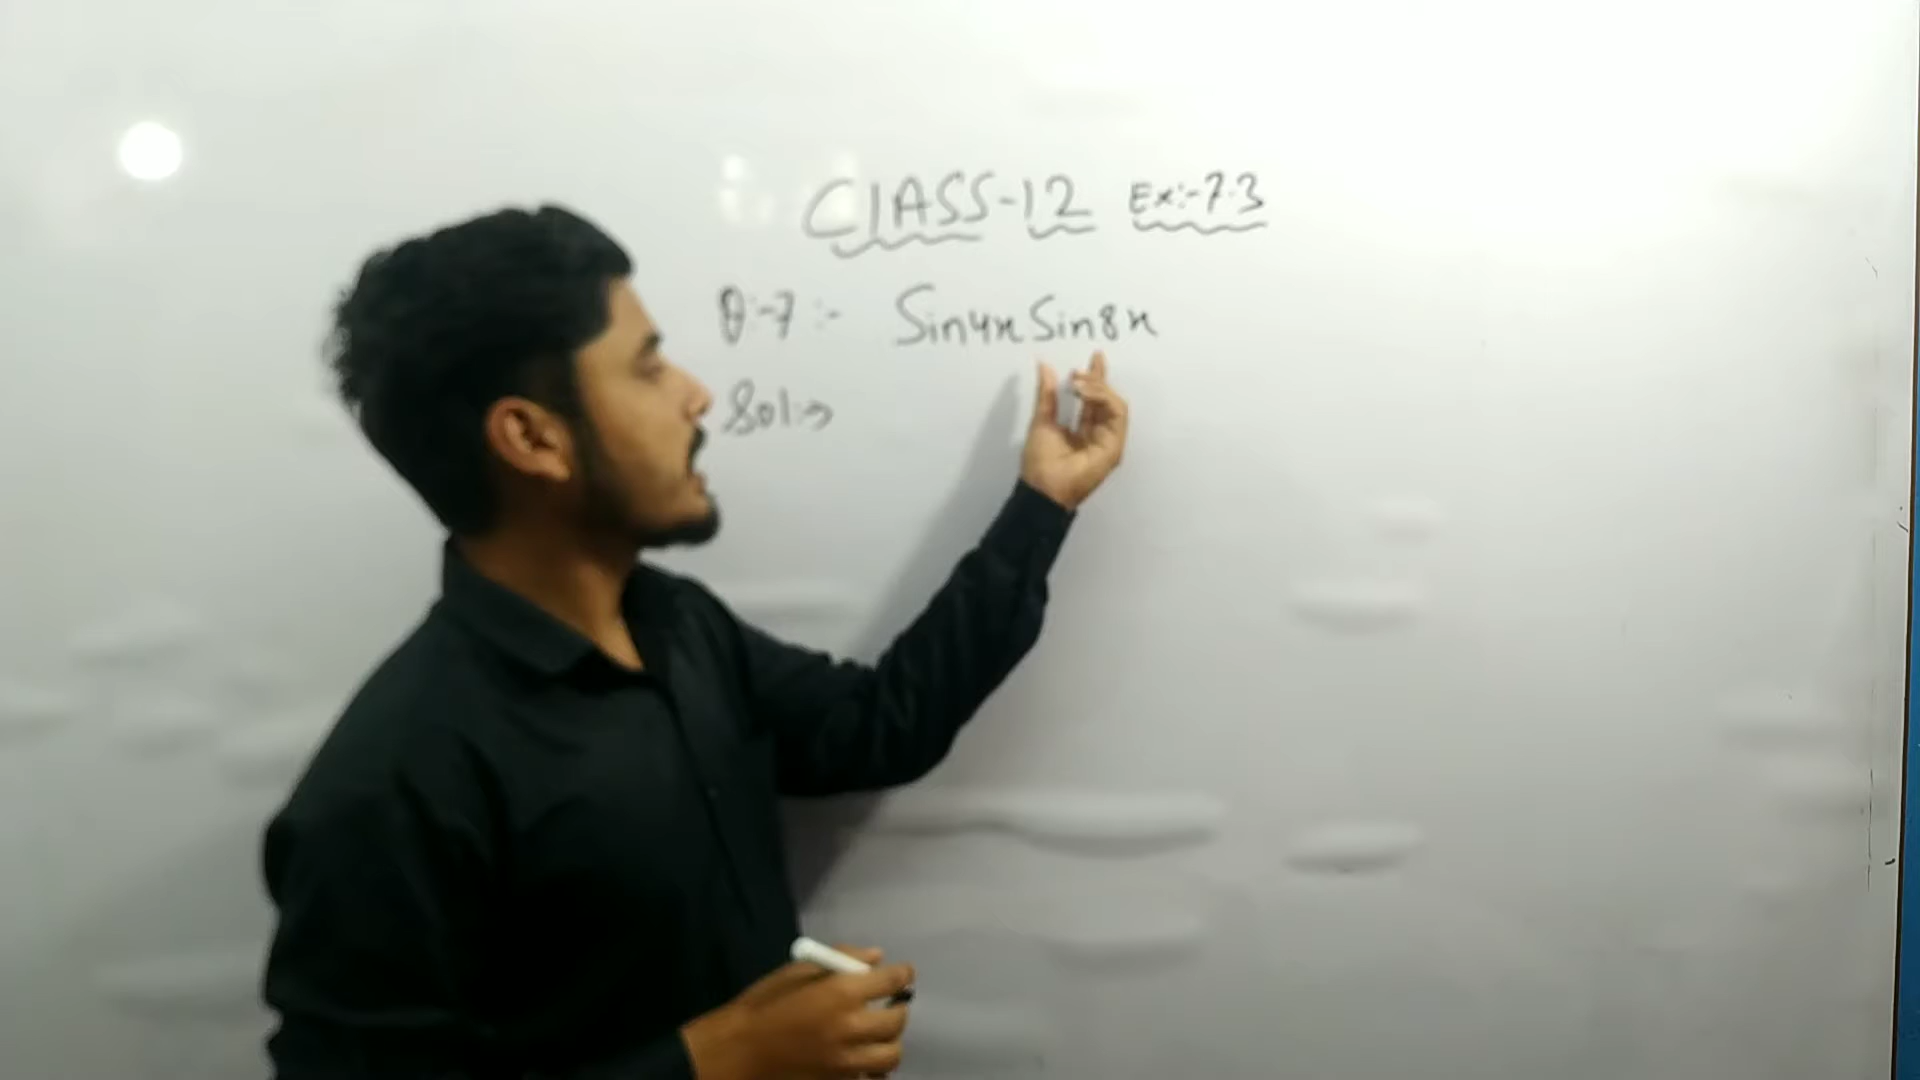 CLASS-12 Ex:-7.3
Q:-7:- Sin4x Sin8x
Sol:→